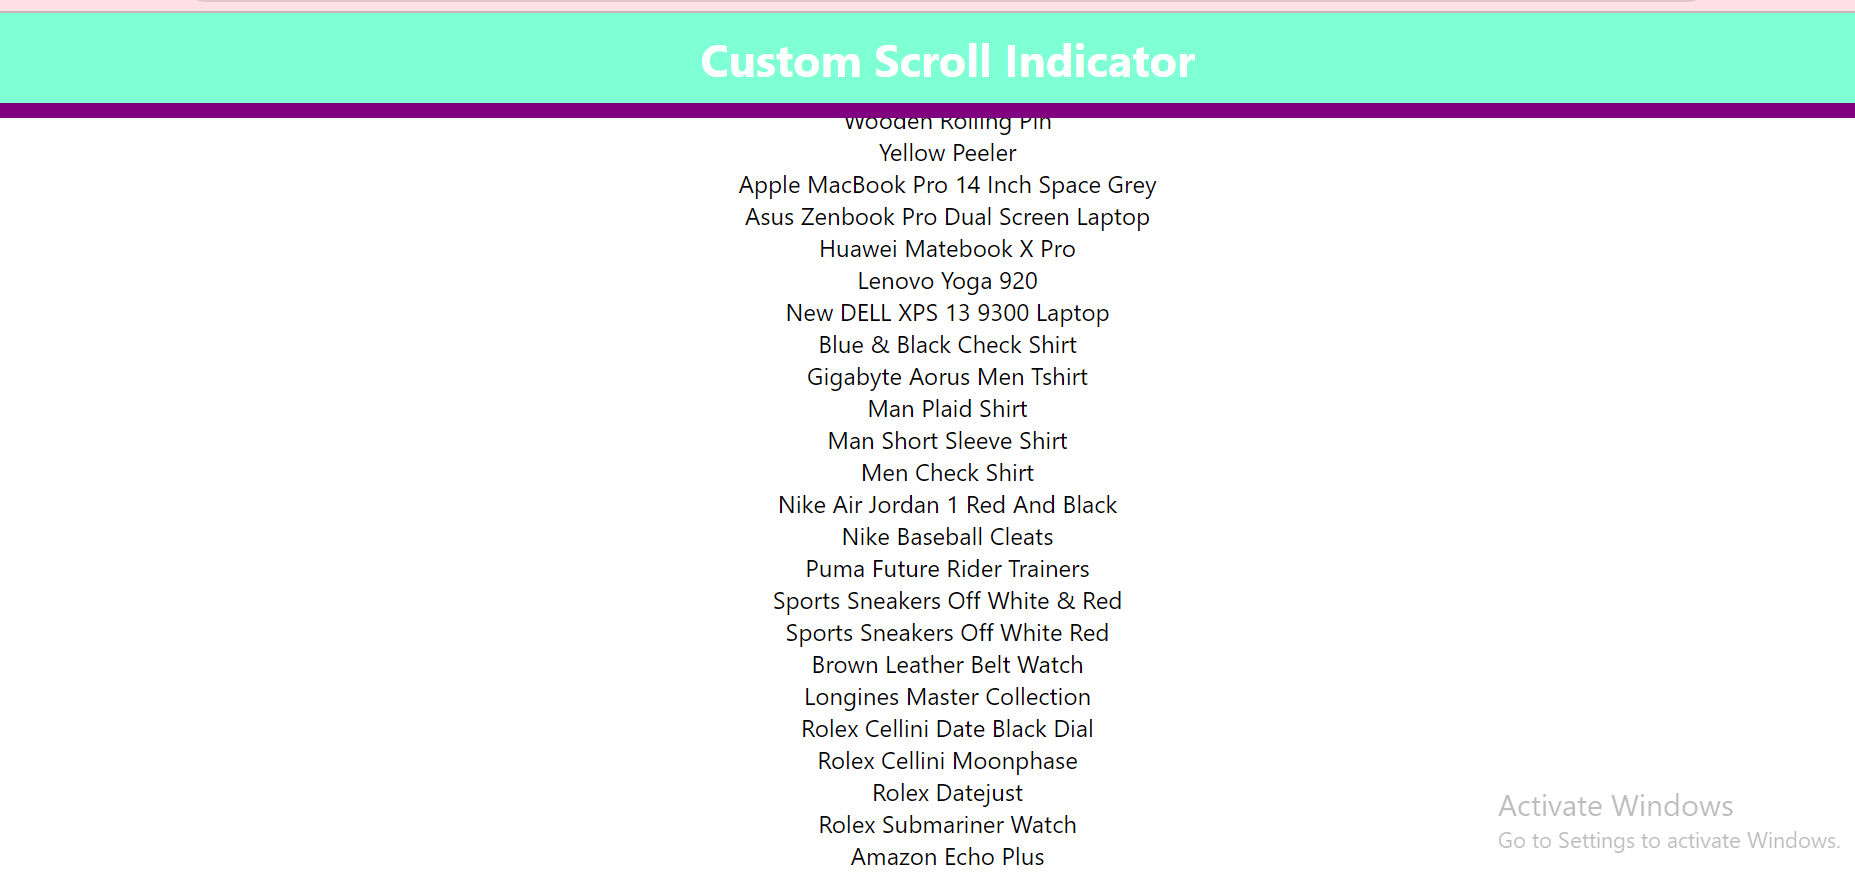 Custom Scroll Indicator
Wooden Rolling Pin
Yellow Peeler
Apple MacBook Pro 14 Inch Space Grey
Asus Zenbook Pro Dual Screen Laptop
Huawei Matebook X Pro
Lenovo Yoga 920
New DELL XPS 13 9300 Laptop
Blue & Black Check Shirt
Gigabyte Aorus Men Tshirt
Man Plaid Shirt
Man Short Sleeve Shirt
Men Check Shirt
Nike Air Jordan 1 Red And Black
Nike Baseball Cleats
Puma Future Rider Trainers
Sports Sneakers Off White & Red
Sports Sneakers Off White Red
Brown Leather Belt Watch
Longines Master Collection
Rolex Cellini Date Black Dial
Rolex Cellini Moonphase
Rolex Datejust
Rolex Submariner Watch
Amazon Echo Plus
Activate Windows
Go to Settings to activate Windows.